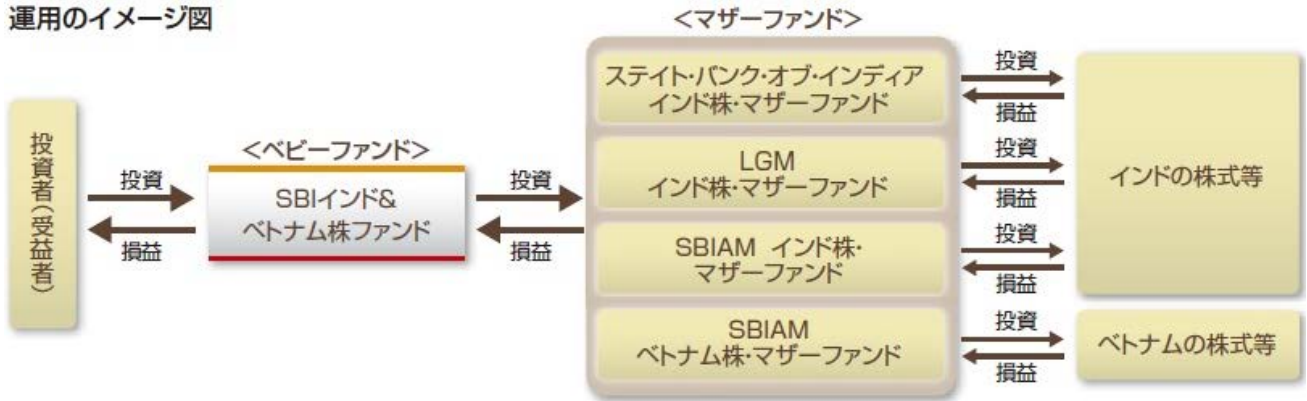 運用のイメージ図
<マザーファンド>
投資者(受益者)
投資
損益
<ベビーファンド>
SBIインド&
ベトナム株ファンド
投資
損益
ステイト・バンク・オブ・インディア
インド株・マザーファンド
LGM
インド株・マザーファンド
SBIAM インド株・
マザーファンド
SBIAM
ベトナム株・マザーファンド
投資
損益
投資
損益
投資
損益
投資
損益
インドの株式等
ベトナムの株式等